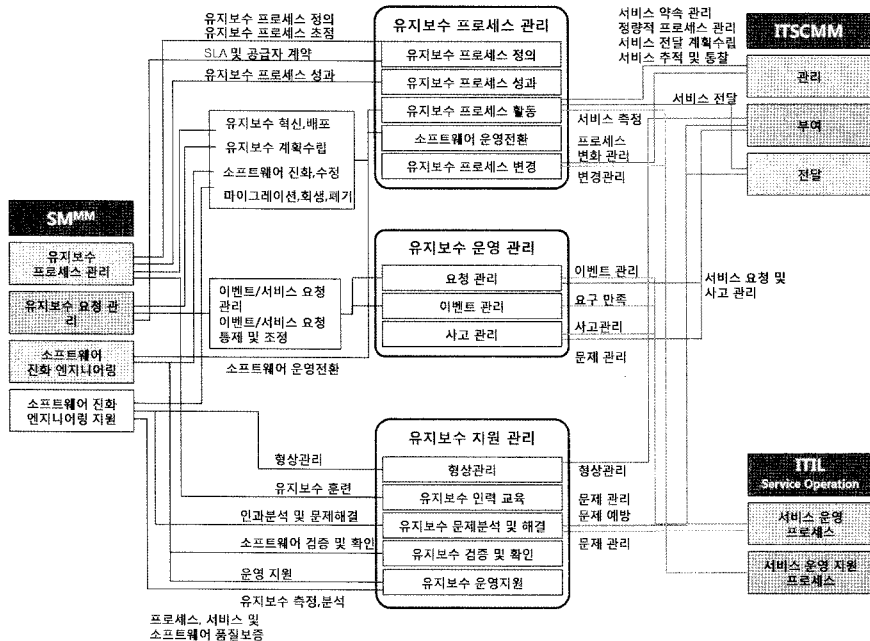 유지보수 프로세스 정의
유지보수 프로세스 초점
SLA 및 공급자 계약
유지보수 프로세스 성과
유지보수 혁신,배포
유지보수 계획수립
소프트웨어 진화,수정
마이그레이션,회생,폐기
SMMM
유지보수
프로세스 관리
유지보수 요청 관
리
소프트웨어
진화 엔지니어링
소프트웨어 진화
엔지니어링 지원
이벤트/서비스 요청
관리
이벤트/서비스 요청
통제 및 조정
소프트웨어 운영전환
형상관리
유지보수 훈련
인과분석 및 문제해결
소프트웨어 검증 및 확인
운영 지원
유지보수 측정,분석
프로세스, 서비스 및
소프트웨어 품질보증
유지보수 프로세스 관리
유지보수 프로세스 정의
유지보수 프로세스 성과
유지보수 프로세스 활동
소프트웨어 운영전환
유지보수 프로세스 변경
유지보수 운영 관리
요청 관리
이벤트 관리
사고 관리
유지보수 지원 관리
형상관리
유지보수 인력 교육
유지보수 문제분석 및 해결
유지보수 검증 및 확인
유지보수 운영지원
서비스 약속 관리
정량적 프로세스 관리
서비스 전달 계획수립
서비스 추적 및 통찰
서비스 전달
서비스 측정
프로세스
변화 관리
변경관리
이벤트 관리
요구 만족
사고관리
문제 관리
서비스 요청 및
사고 관리
형상관리
문제 관리
문제 예방
문제 관리
ITSCMM
관리
부여
전달
ITIL
Service Operation
서비스 운영
프로세스
서비스 운영 지원
프로세스